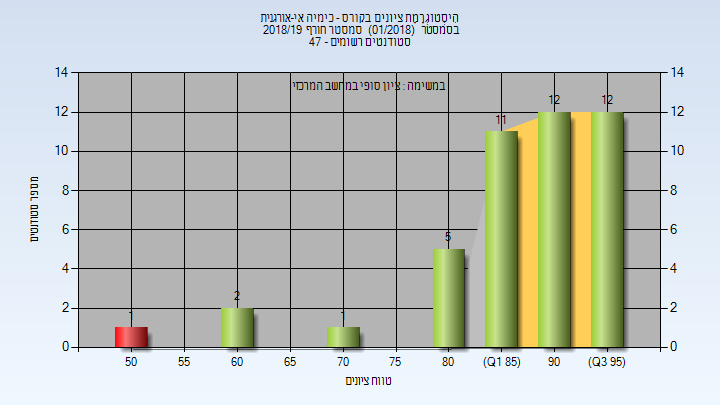 היסטוגרמת ציונים בקורס - כימיה אי-אורגנית
בסמסטר (01/2018) סמסטר חורף 2018/19
סטודנטים רשומים - 47
במשימה : ציון סופי במחשב המרכזי
מספר סטודנטים
14 14
12 12
10 10
8 8
6 6
4 4
2 2
0 0
1 2 1 5 11 12 12
50 55 60 65 70 75 80 (Q1 85) 90 (Q3 95)
טווח ציונים